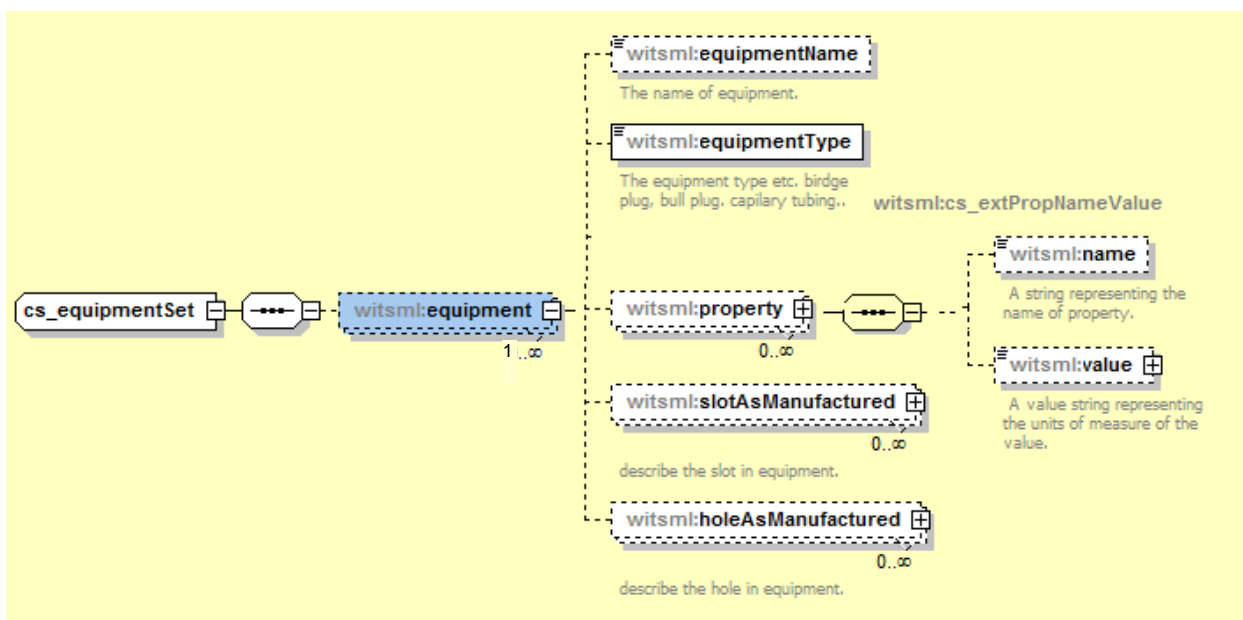 witsml:equipmentName
The name of equipment.
witsml:equipmentType
The equipment type etc. birdge
plug, bull plug. capilary tubing..
witsml:cs_extPropNameValue
witsml:name
A string representing the
name of property.
cs_equipmentSet
witsml:equipment
1..∞
witsml:property
0..∞
witsml:value
A value string representing
the units of measure of the
value.
witsml:slotAsManufactured
0..∞
describe the slot in equipment.
witsml:holeAsManufactured
0..∞
describe the hole in equipment.